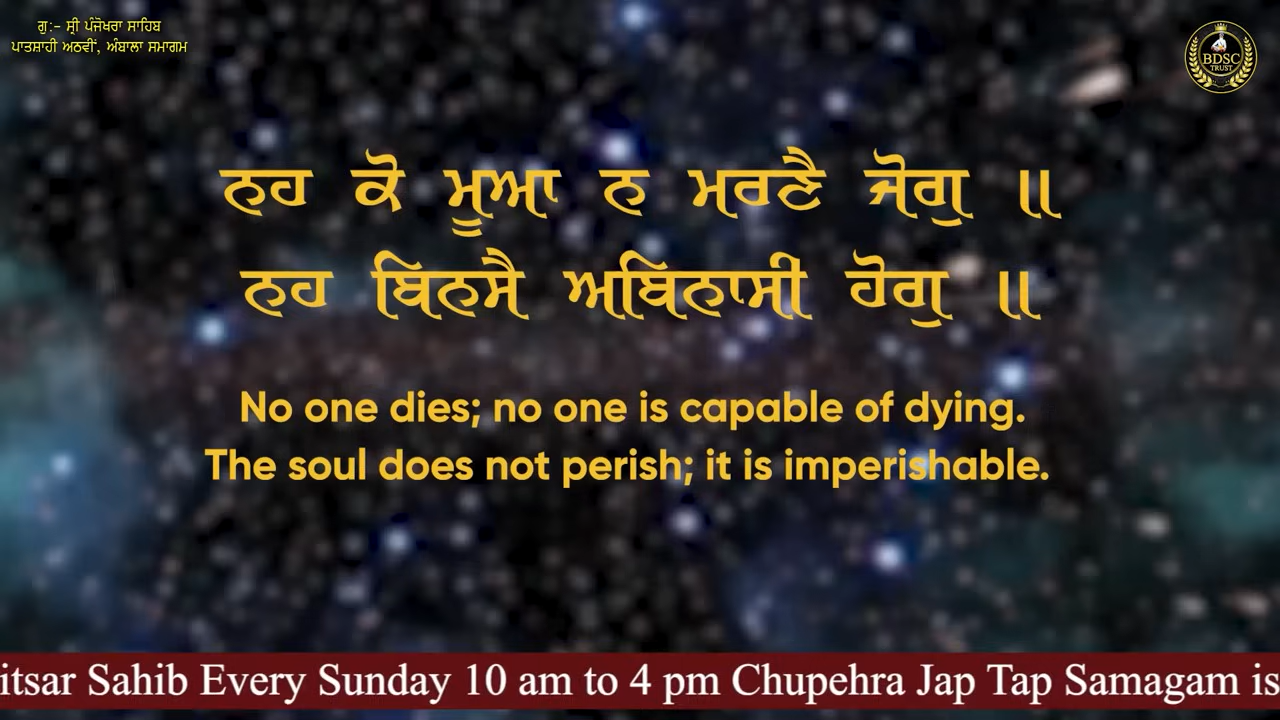 ਗੁ:- ਸ੍ਰੀ ਪੰਜੋਖਰਾ ਸਾਹਿਬ
ਪਾਤਸ਼ਾਹੀ ਅਠਵੀਂ, ਅੰਬਾਲਾ ਸਮਾਗਮ
BDSC
TRUST
ਨਹ ਕੋ ਮੂਆ ਨ ਮਰਣੈ ਜੋਗੁ ॥
ਨਹ ਬਿਨਸੈ ਅਬਿਨਾਸੀ ਹੋਗੁ ॥
No one dies; no one is capable of dying.
The soul does not perish; it is imperishable.
itsar Sahib Every Sunday 10 am to 4 pm Chupehra Jap Tap Samagam is